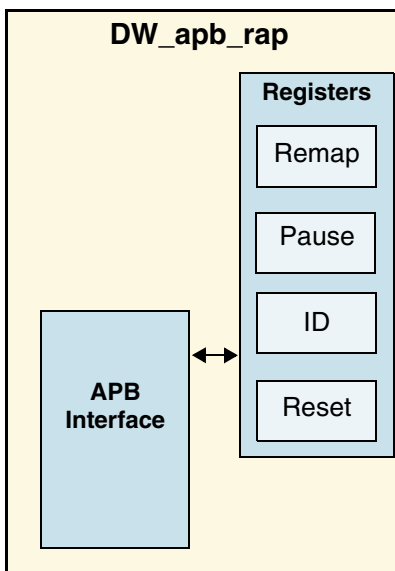 DW_apb_rap
Registers
Remap
Pause
ID
Reset
APB
Interface